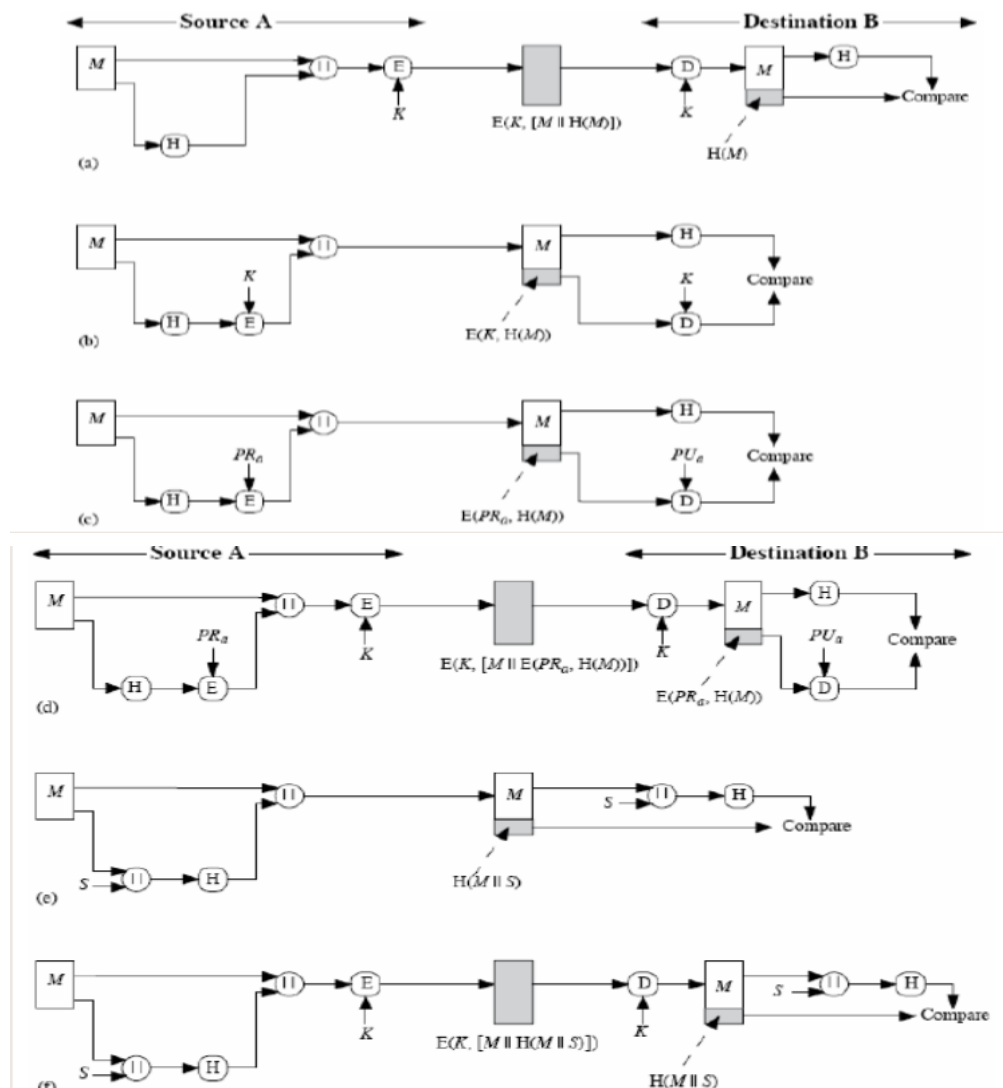 Source A Destination B
M || E D M H
K E(K, [M || H(M)]) K Compare
H H(M)
(a)
M || M H
K K Compare
H E E(K, H(M)) D
(b)
M || M H
PRa PUa Compare
H E E(PRa, H(M)) D
(c)
Source A Destination B
M || E D M H
PRa K K PUa Compare
H E E(K, [M || E(PRa, H(M))]) E(PRa, H(M)) D
(d)
M || M S || H
Compare
S || H H(M || S)
(e)
M || E D M S || H
K K Compare
S || H E(K, [M || H(M || S)]) H(M || S)
(f)